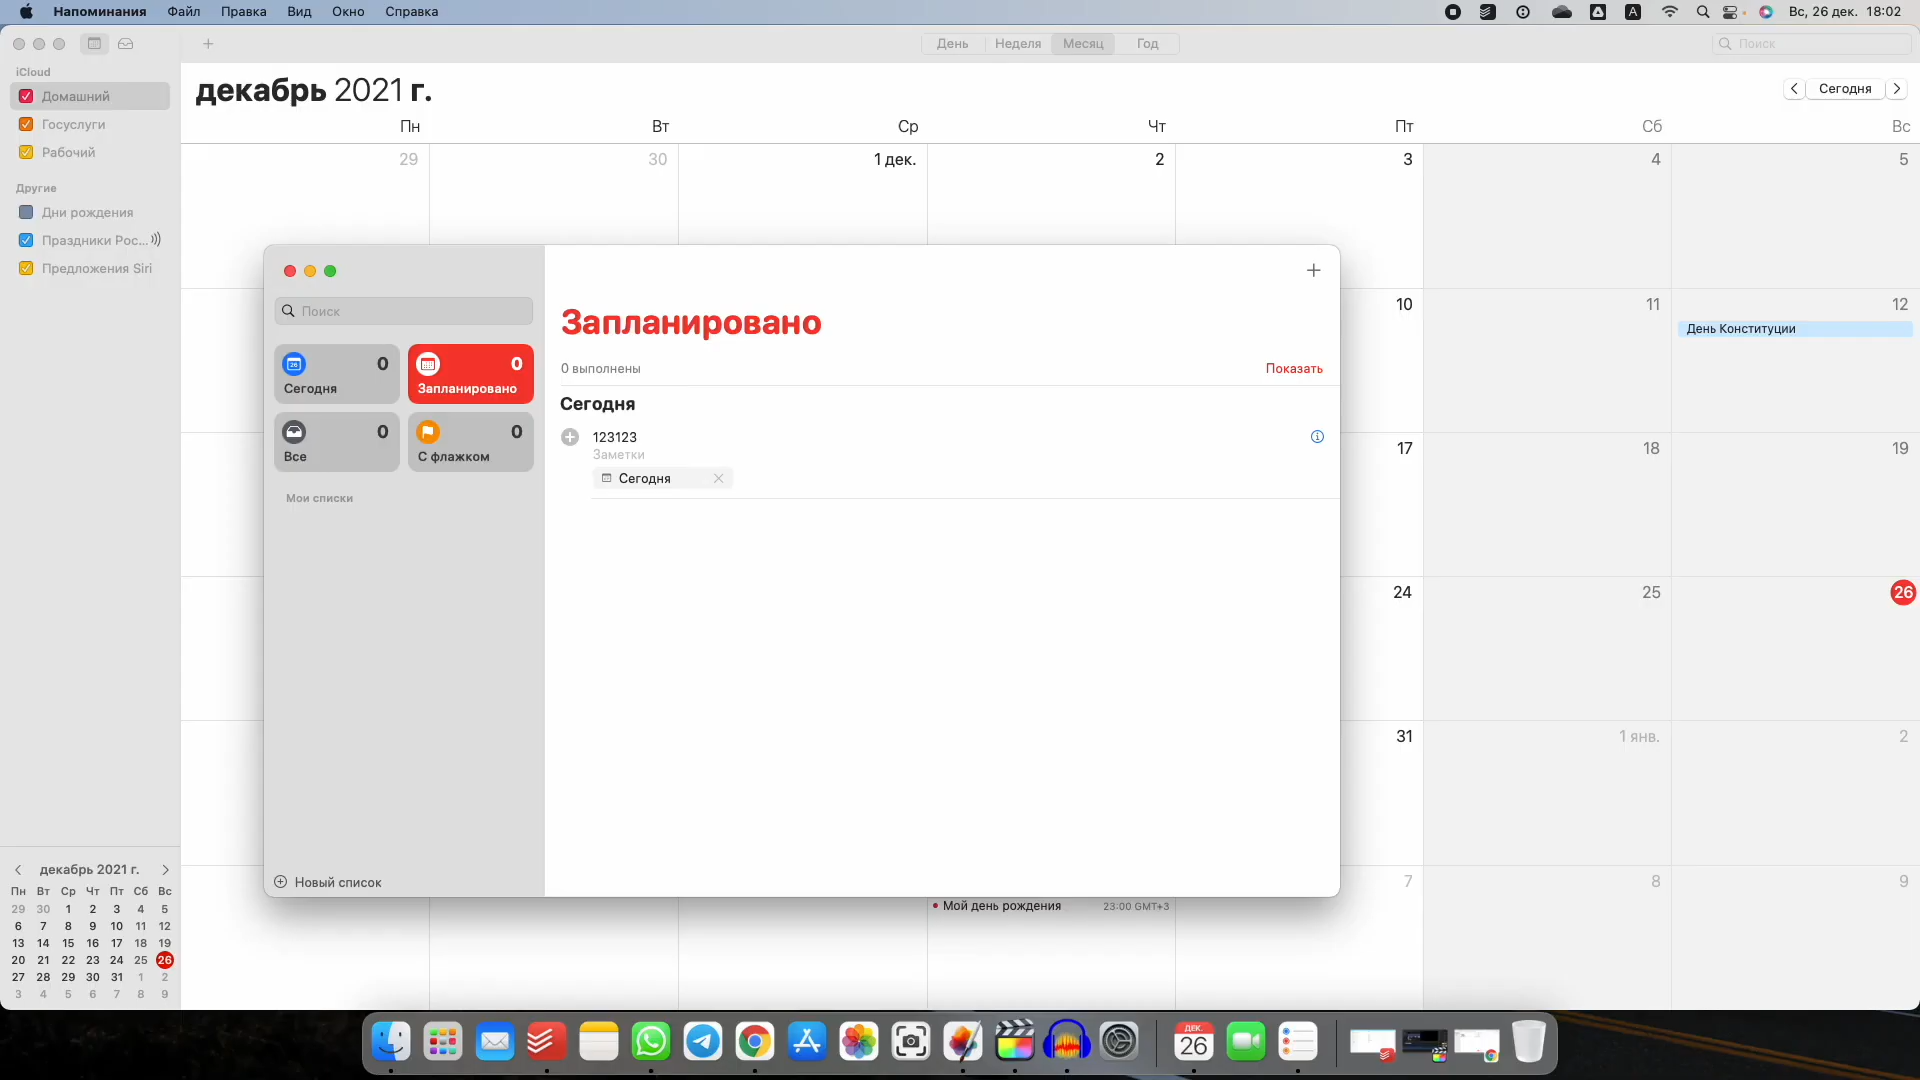 Напоминания Файл Правка Вид Окно Справка
A
Вс, 26 дек. 18:02
День Неделя Месяц Год
Поиск
iCloud
Домашний
Госуслуги
Рабочий
Другие
Дни рождения
Праздники Рос...
Предложения Siri
декабрь 2021 г.
Сегодня
Пн Вт Ср Чт Пт Сб Вс
29 30 1 дек. 2 3 4 5
10 11 12
День Конституции
17 18 19
24 25 26
31 1 янв. 2
7 8 9
Мой день рождения 23:00 GMT+3
Поиск
Сегодня 0
Запланировано 0
Все 0
С флажком 0
Мои списки
Новый список
Запланировано
0 выполнены Показать
Сегодня
123123
Заметки
Сегодня
декабрь 2021 г.
Пн Вт Ср Чт Пт Сб Вс
29 30 1 2 3 4 5
6 7 8 9 10 11 12
13 14 15 16 17 18 19
20 21 22 23 24 25 26
27 28 29 30 31 1 2
3 4 5 6 7 8 9
ДЕК.
26